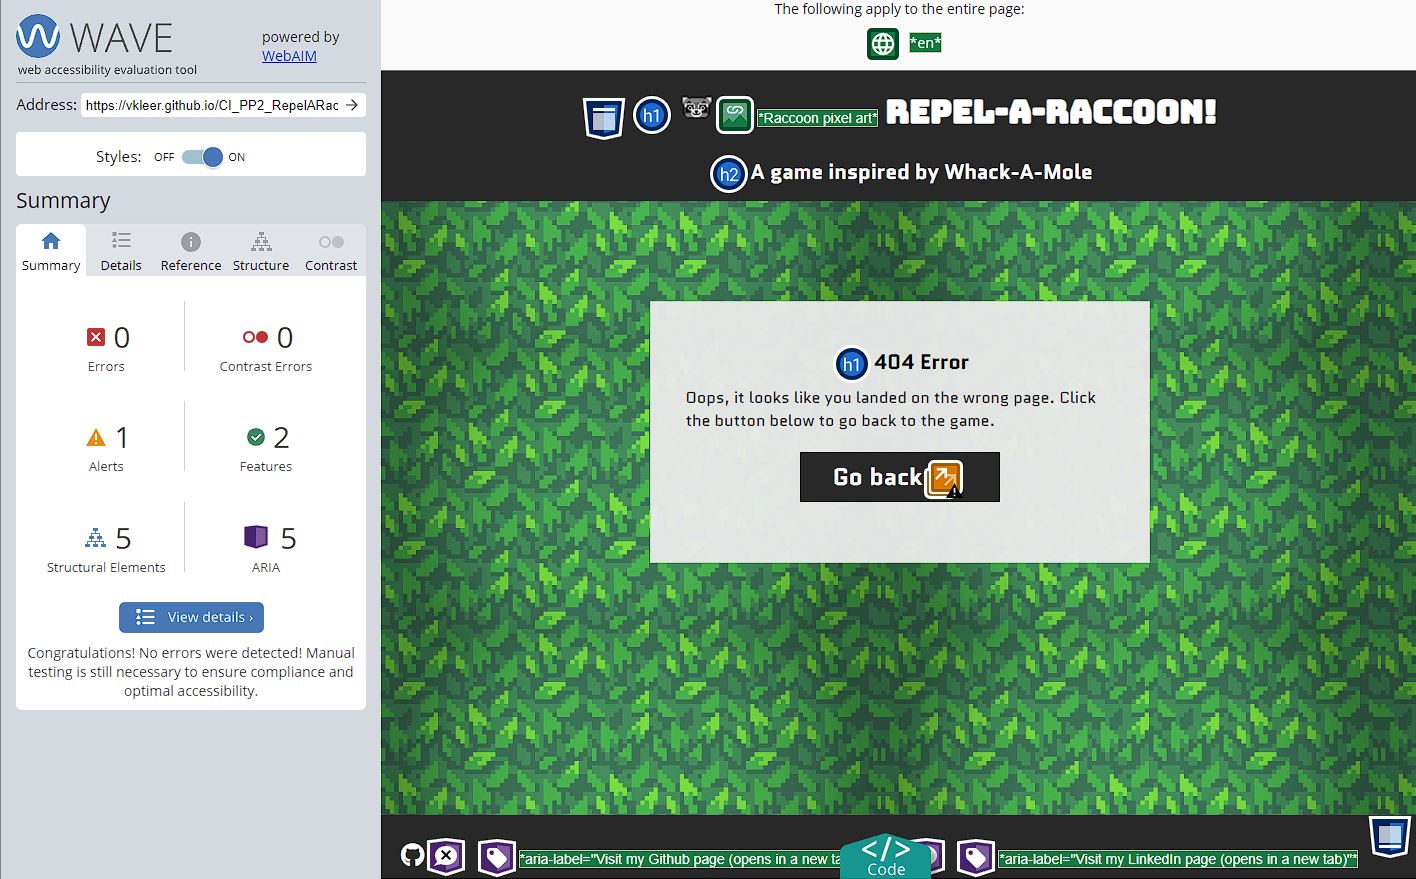 WAVE
web accessibility evaluation tool
powered by
WebAIM
Address: https://vkleer.github.io/CI_PP2_RepelARac
Styles: OFF ON
Summary
Summary Details Reference Structure Contrast
0
Errors
0
Contrast Errors
1
Alerts
2
Features
5
Structural Elements
5
ARIA
View details ›
Congratulations! No errors were detected! Manual
testing is still necessary to ensure compliance and
optimal accessibility.
The following apply to the entire page:
*en*
h1 *Raccoon pixel art* REPEL-A-RACCOON!
h2 A game inspired by Whack-A-Mole
h1 404 Error
Oops, it looks like you landed on the wrong page. Click
the button below to go back to the game.
Go back
*aria-label="Visit my Github page (opens in a new ta
</> Code
*aria-label="Visit my LinkedIn page (opens in a new tab)"*